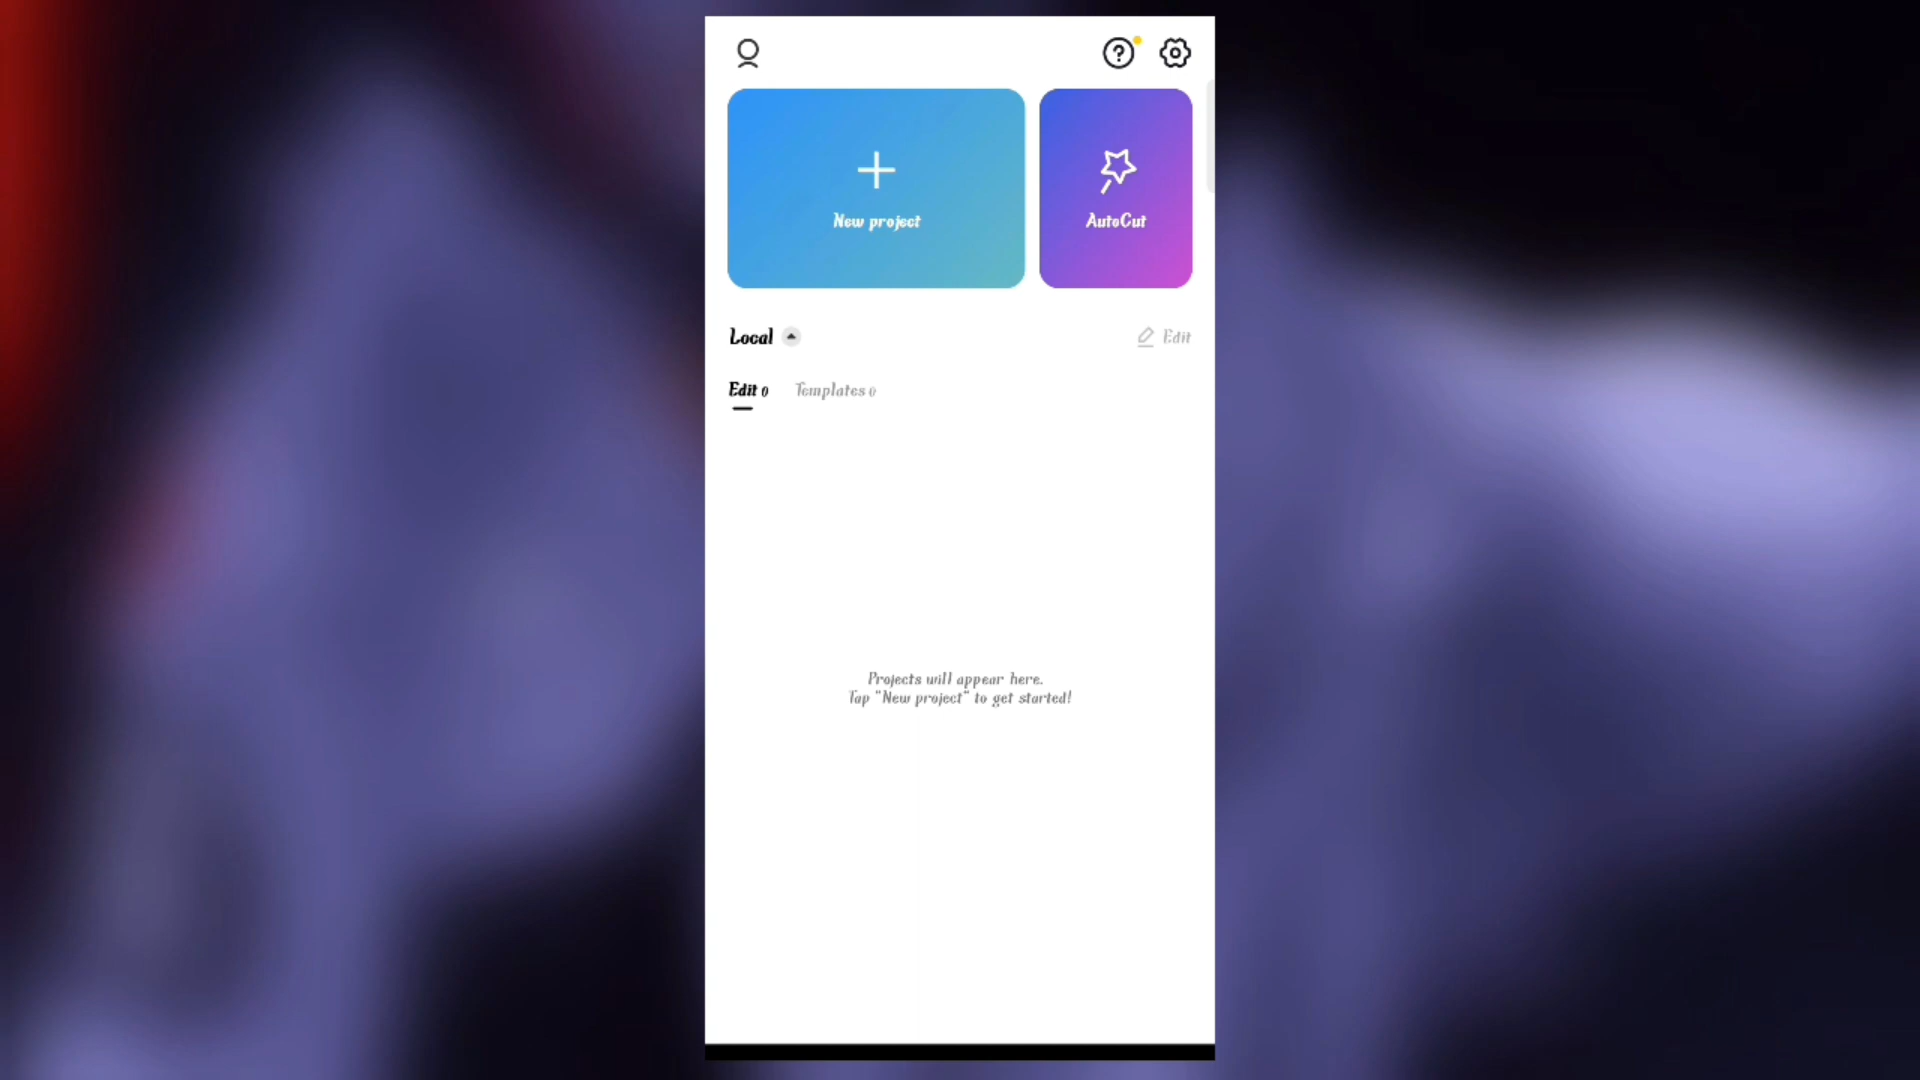 New project
AutoCut
Local
Edit
Edit 0
Templates 0
Projects will appear here.
Tap "New project" to get started!